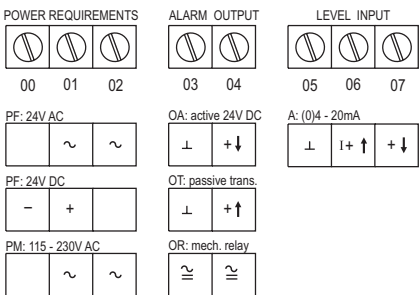 POWER REQUIREMENTS ALARM OUTPUT LEVEL INPUT
00 01 02 03 04 05 06 07
PF: 24V AC OA: active 24V DC A: (0)4 - 20mA
~ ~ ⊥ +↓ ⊥ I+ ↑ +↓
PF: 24V DC OT: passive trans.
− + ⊥ +↑
PM: 115 - 230V AC OR: mech. relay
~ ~ ≅ ≅